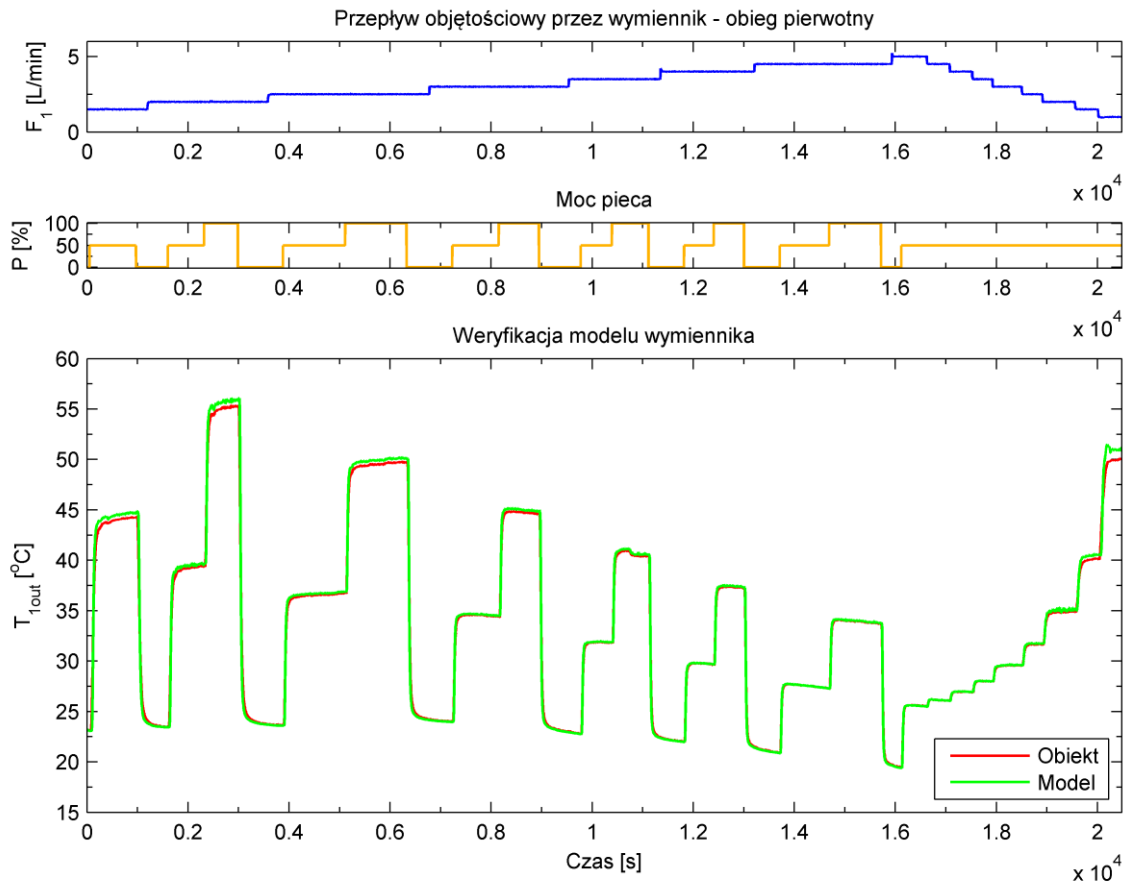 Przepływ objętościowy przez wymiennik - obieg pierwotny
F1 [L/min]
5
0
0 0.2 0.4 0.6 0.8 1 1.2 1.4 1.6 1.8 2
x 10^4
Moc pieca
P [%]
100
50
0
0 0.2 0.4 0.6 0.8 1 1.2 1.4 1.6 1.8 2
x 10^4
Weryfikacja modelu wymiennika
T1out [°C]
60
55
50
45
40
35
30
25
20
15
Obiekt
Model
0 0.2 0.4 0.6 0.8 1 1.2 1.4 1.6 1.8 2
Czas [s]
x 10^4